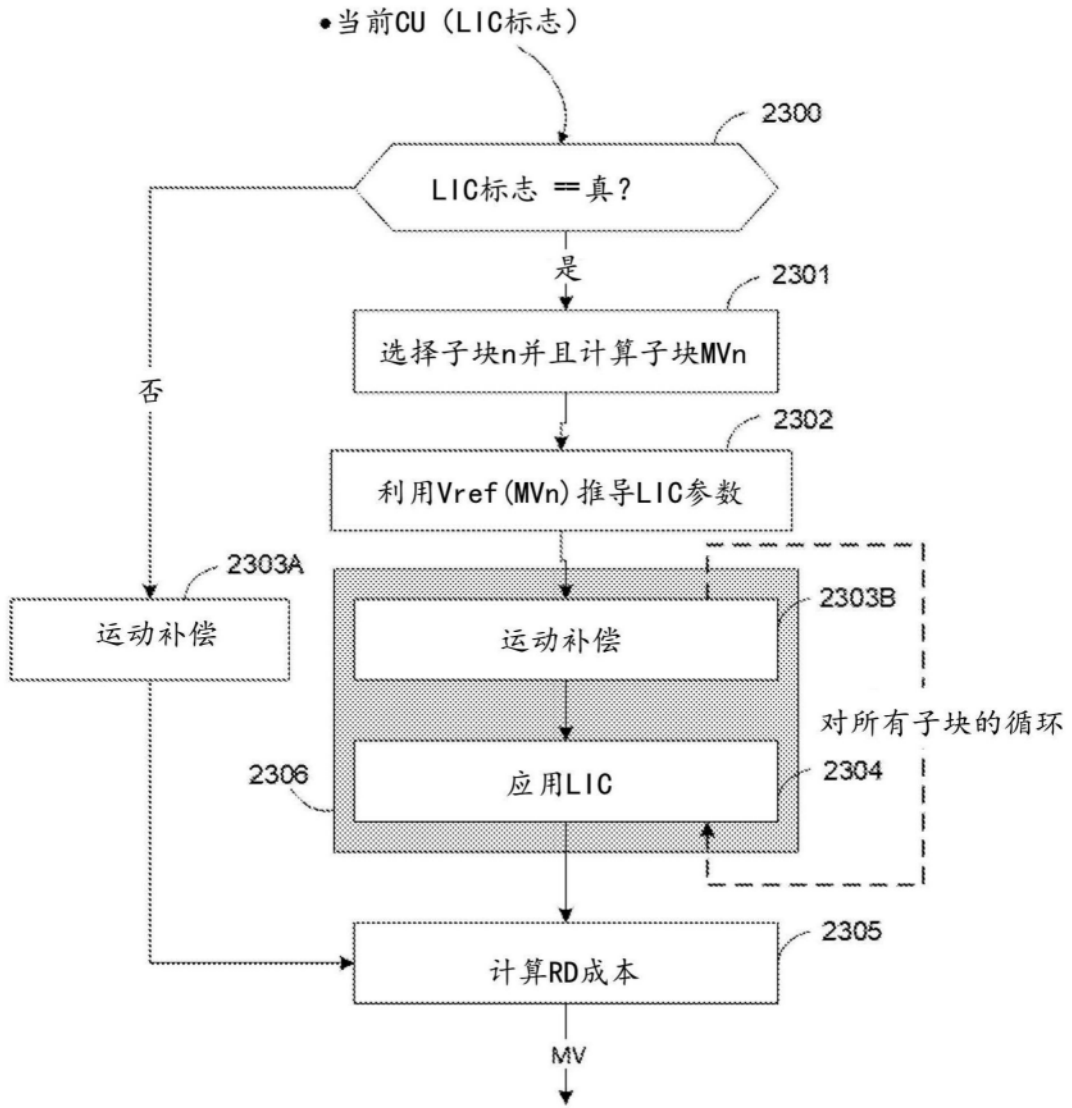 •当前CU（LIC标志）
2300
LIC标志 ==真？
是
2301
选择子块n并且计算子块MVn
否
2302
利用Vref(MVn)推导LIC参数
2303A
运动补偿
2303B
运动补偿
对所有子块的循环
2306
应用LIC
2304
2305
计算RD成本
MV